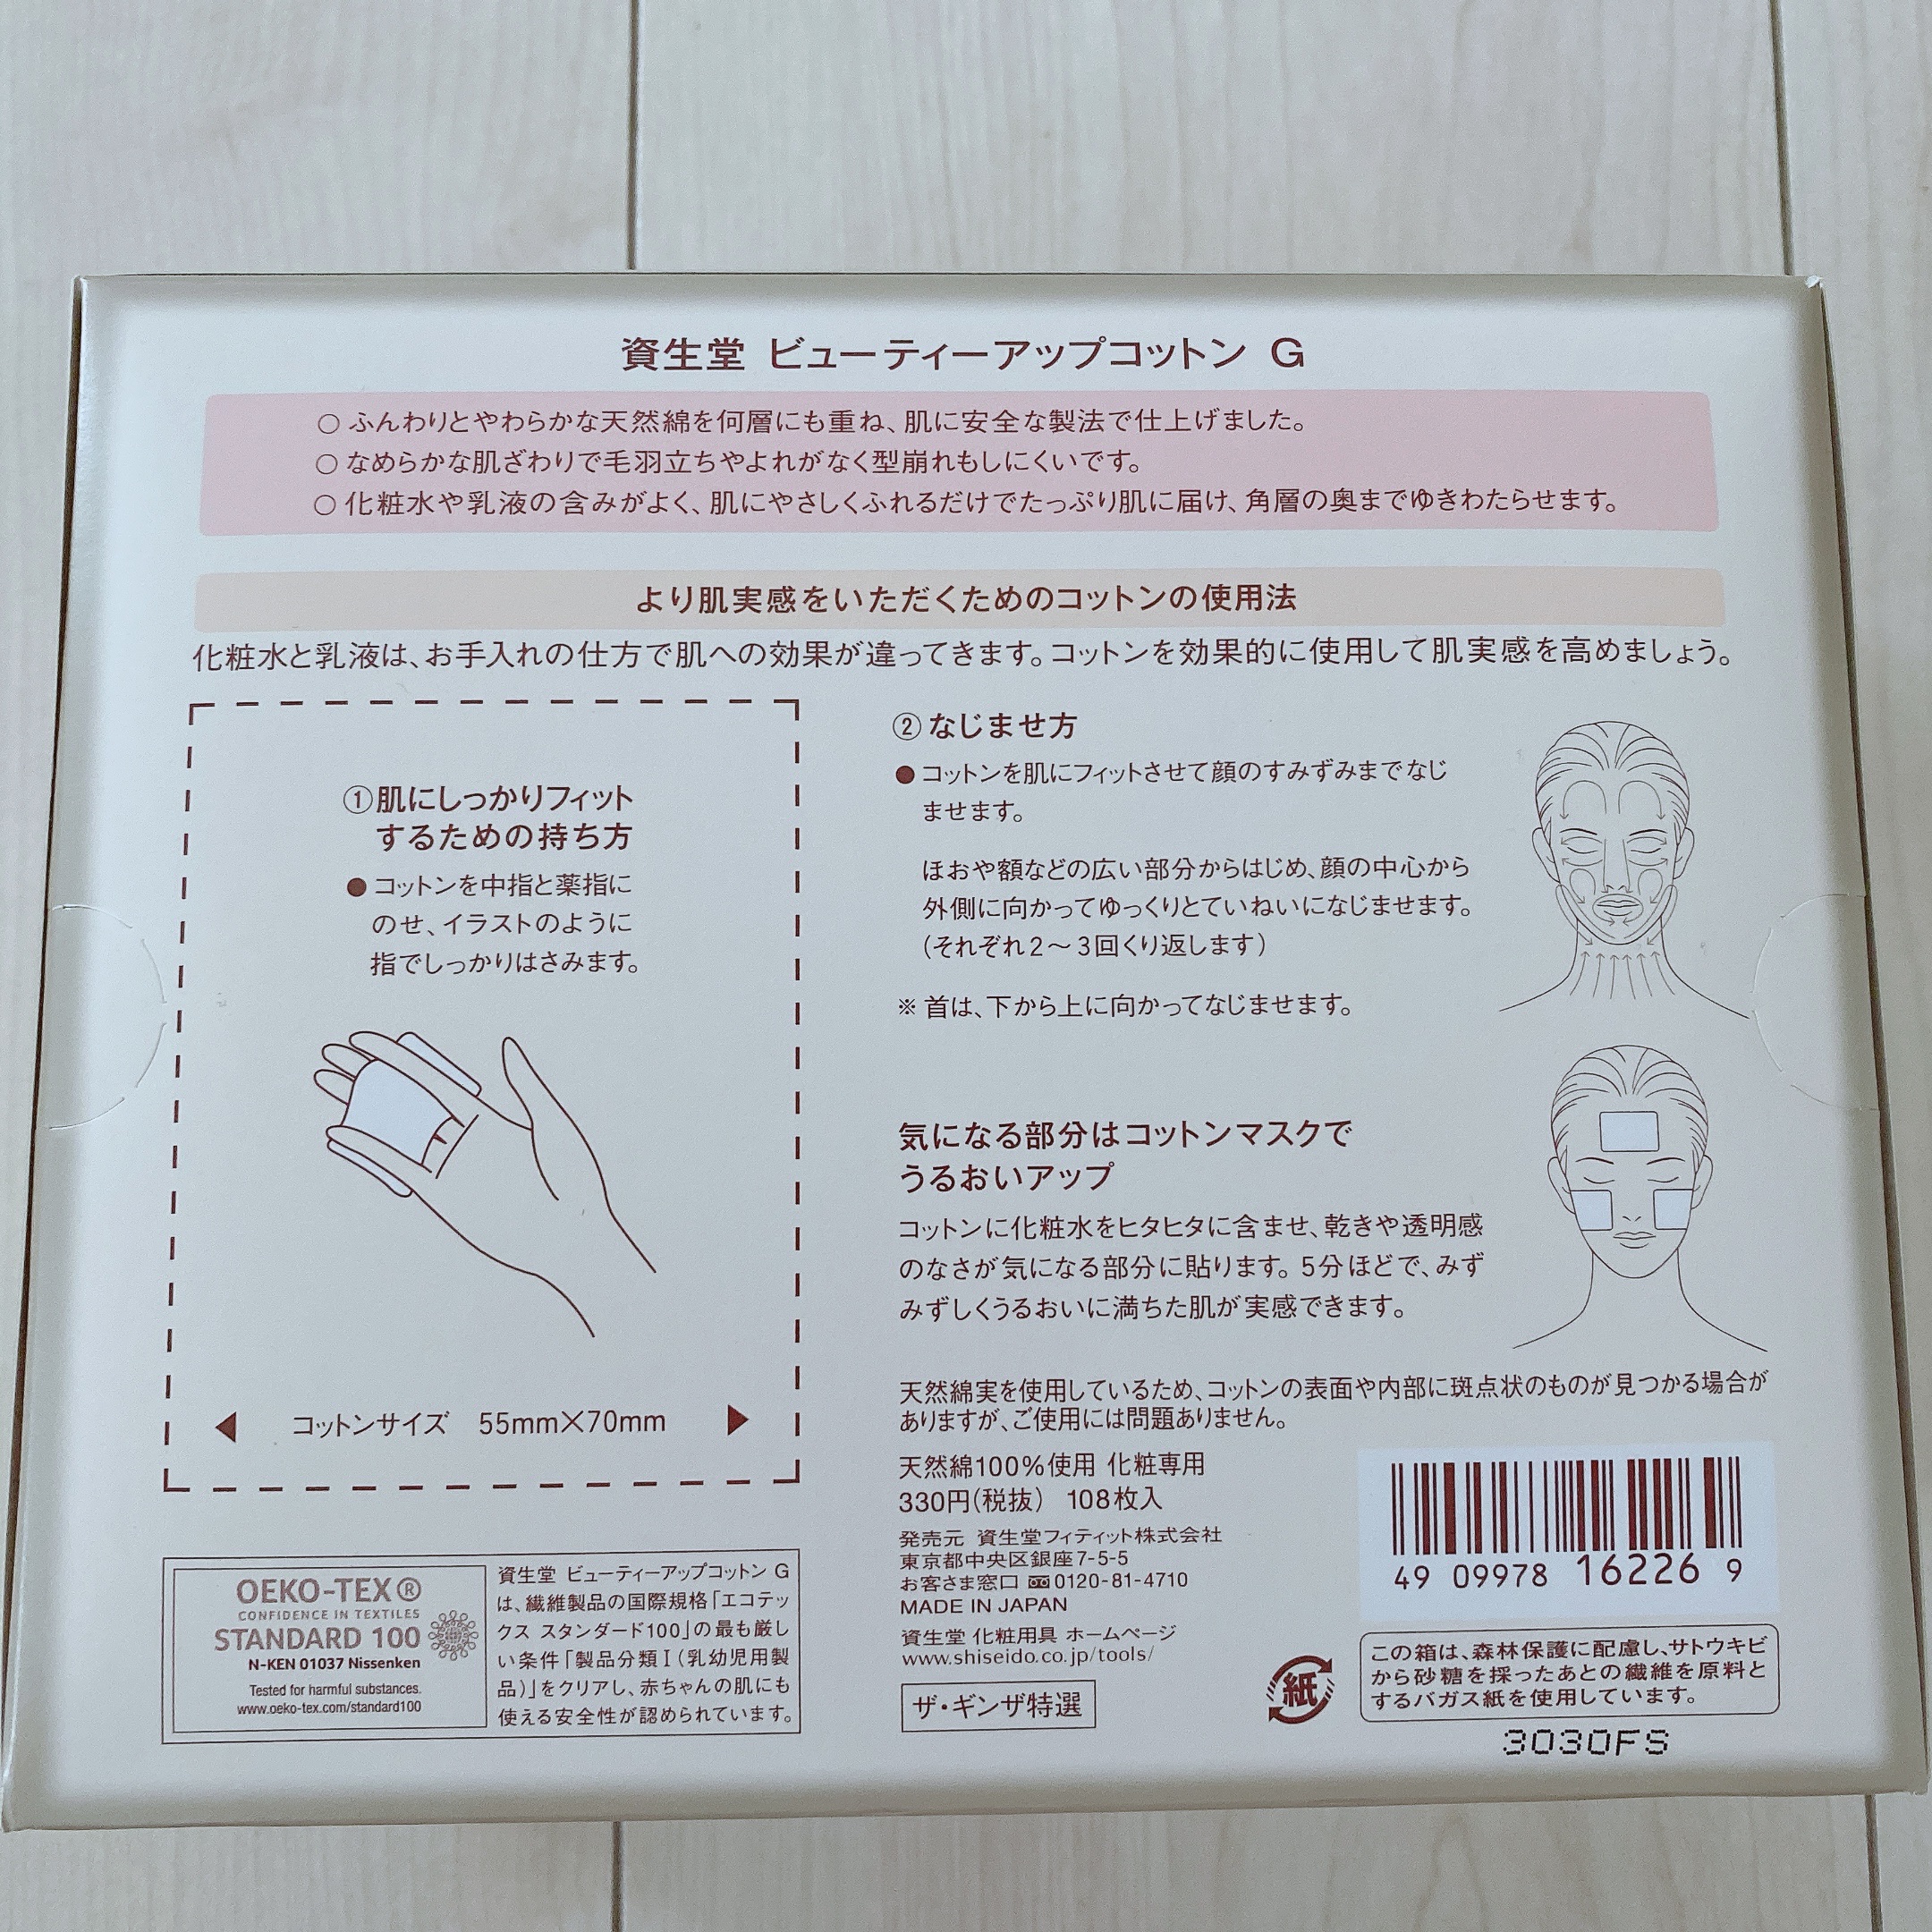 資生堂 ビューティーアップコットン G
○ ふんわりとやわらかな天然綿を何層にも重ね、肌に安全な製法で仕上げました。
○ なめらかな肌ざわりで毛羽立ちやよれがなく型崩れもしにくいです。
○ 化粧水や乳液の含みがよく、肌にやさしくふれるだけでたっぷり肌に届け、角層の奥までゆきわたらせます。
より肌実感をいただくためのコットンの使用法
化粧水と乳液は、お手入れの仕方で肌への効果が違ってきます。コットンを効果的に使用して肌実感を高めましょう。
①肌にしっかりフィット
するための持ち方
● コットンを中指と薬指に
のせ、イラストのように
指でしっかりはさみます。
◀ コットンサイズ 55mm×70mm ▶
② なじませ方
● コットンを肌にフィットさせて顔のすみずみまでなじ
ませます。
ほおや額などの広い部分からはじめ、顔の中心から
外側に向かってゆっくりとていねいになじませます。
(それぞれ2〜3回くり返します)
※ 首は、下から上に向かってなじませます。
気になる部分はコットンマスクで
うるおいアップ
コットンに化粧水をヒタヒタに含ませ、乾きや透明感
のなさが気になる部分に貼ります。5分ほどで、みず
みずしくうるおいに満ちた肌が実感できます。
天然綿実を使用しているため、コットンの表面や内部に斑点状のものが見つかる場合が
ありますが、ご使用には問題ありません。
天然綿100%使用 化粧専用
330円(税抜) 108枚入
発売元 資生堂フィティット株式会社
東京都中央区銀座7-5-5
お客さま窓口 0120-81-4710
MADE IN JAPAN
資生堂 化粧用具 ホームページ
www.shiseido.co.jp/tools/
ザ・ギンザ特選
49 09978 16226 9
紙
この箱は、森林保護に配慮し、サトウキビ
から砂糖を採ったあとの繊維を原料と
するバガス紙を使用しています。
3030FS
OEKO-TEX®
CONFIDENCE IN TEXTILES
STANDARD 100
N-KEN 01037 Nissenken
Tested for harmful substances.
www.oeko-tex.com/standard100
資生堂 ビューティーアップコットン G
は、繊維製品の国際規格「エコテッ
クス スタンダード100」の最も厳し
い条件「製品分類Ⅰ(乳幼児用製
品)」をクリアし、赤ちゃんの肌にも
使える安全性が認められています。